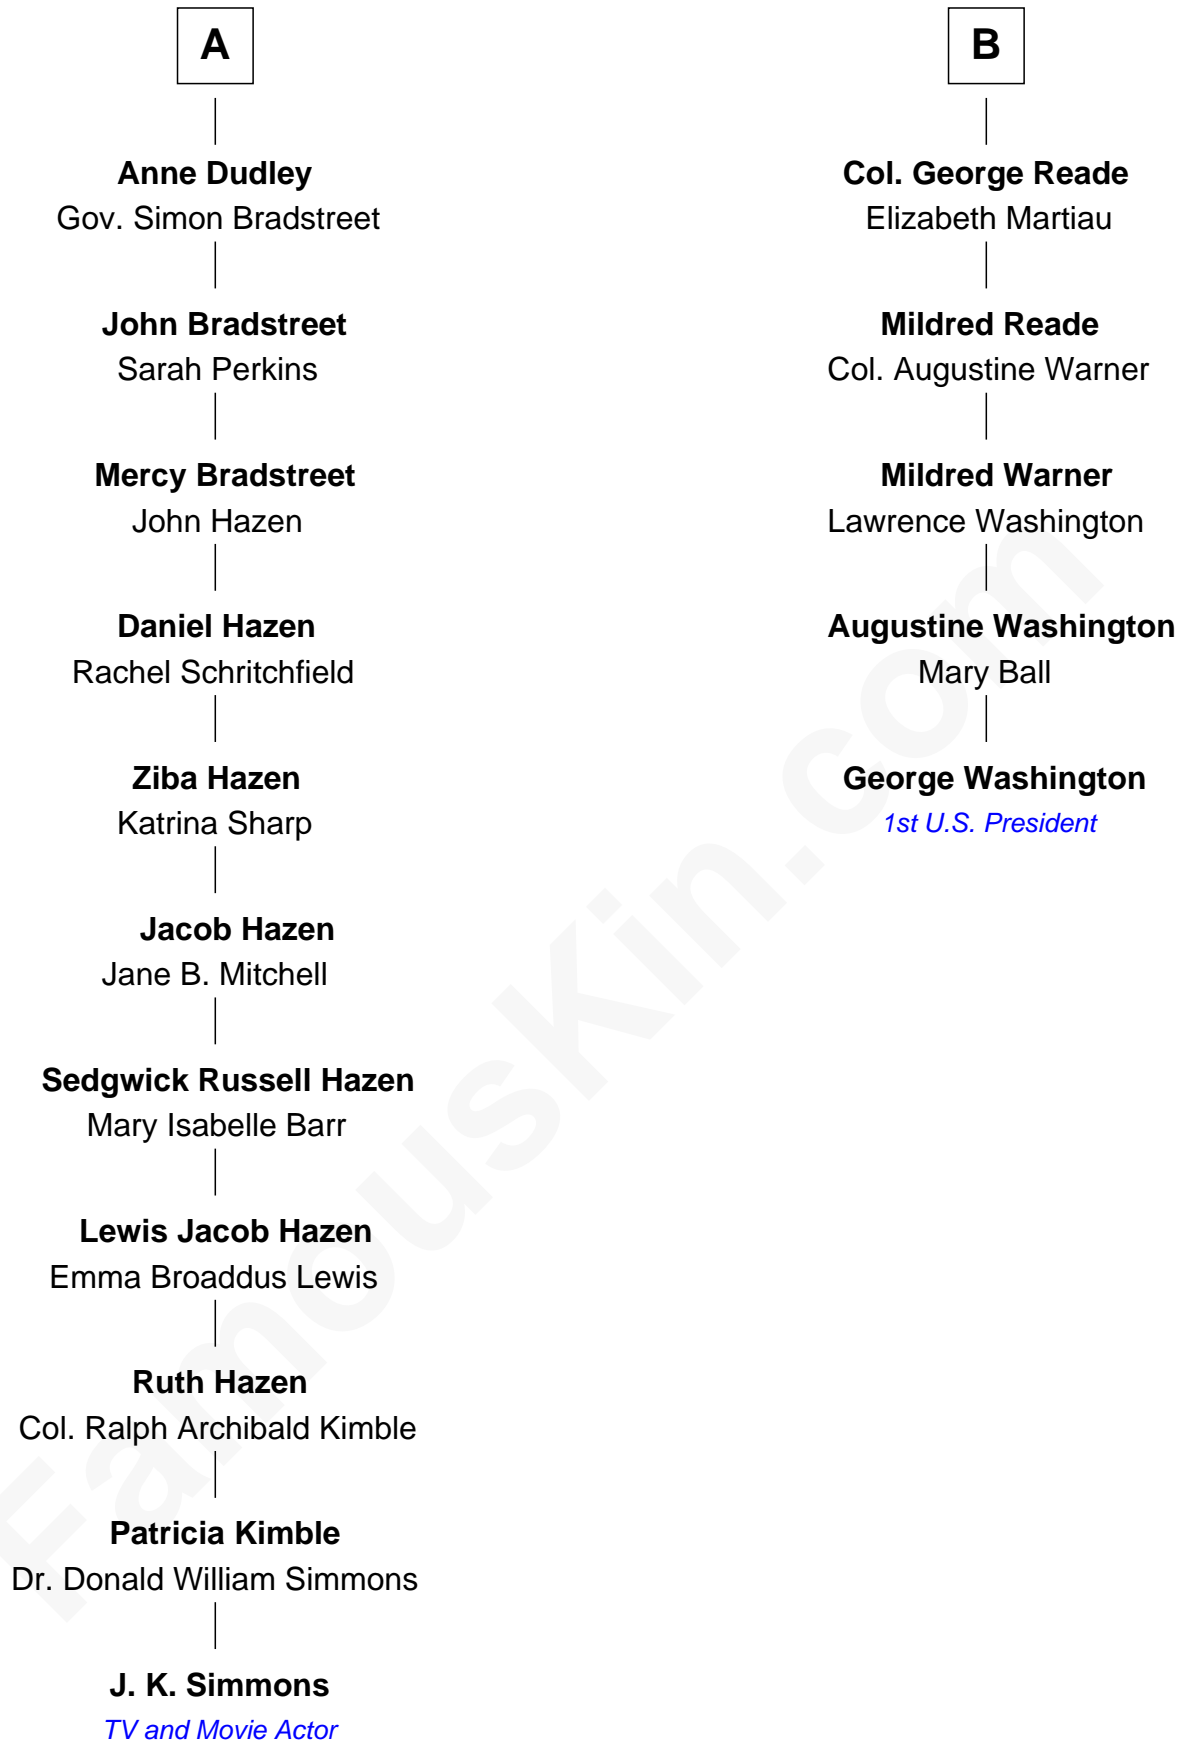 A
Anne Dudley
Gov. Simon Bradstreet
John Bradstreet
Sarah Perkins
Mercy Bradstreet
John Hazen
Daniel Hazen
Rachel Schritchfield
Ziba Hazen
Katrina Sharp
Jacob Hazen
Jane B. Mitchell
Sedgwick Russell Hazen
Mary Isabelle Barr
Lewis Jacob Hazen
Emma Broaddus Lewis
Ruth Hazen
Col. Ralph Archibald Kimble
Patricia Kimble
Dr. Donald William Simmons
J. K. Simmons
TV and Movie Actor
B
Col. George Reade
Elizabeth Martiau
Mildred Reade
Col. Augustine Warner
Mildred Warner
Lawrence Washington
Augustine Washington
Mary Ball
George Washington
1st U.S. President
FamousKin.com